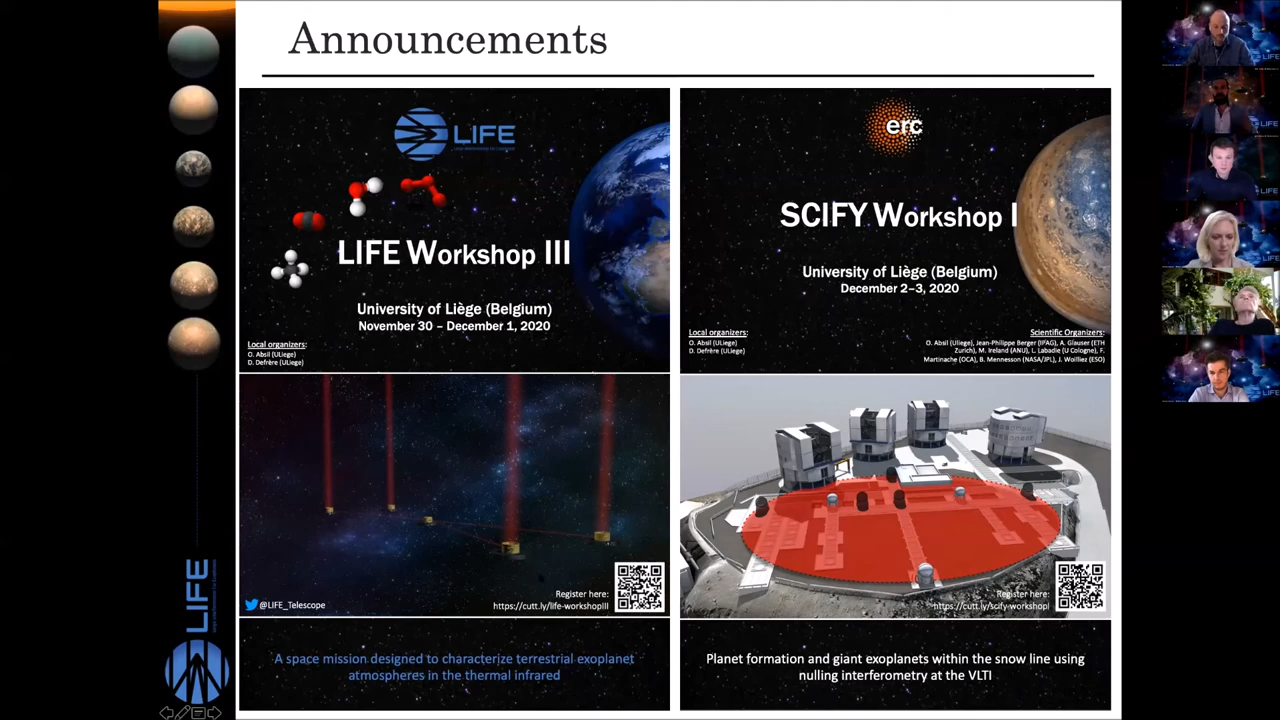 Announcements
LIFE
LIFE Workshop III
University of Liège (Belgium)
November 30 – December 1, 2020
Local organizers:
O. Absil (ULiege)
D. Defrère (ULiege)
@LIFE_Telescope
Register here:
https://cutt.ly/life-workshopIII
A space mission designed to characterize terrestrial exoplanet
atmospheres in the thermal infrared
erc
SCIFY Workshop I
University of Liège (Belgium)
December 2–3, 2020
Local organizers:
O. Absil (ULiege)
D. Defrère (ULiege)
Scientific Organizers:
O. Absil (Uliege), Jean-Philippe Berger (IFAG), A. Glauser (ETH
Zurich), M. Ireland (ANU), L. Labadie (U Cologne), F.
Martinache (OCA), B. Mennesson (NASA/JPL), J. Woilliez (ESO)
Register here:
https://cutt.ly/scify-workshopI
Planet formation and giant exoplanets within the snow line using
nulling interferometry at the VLTI
LIFE
LIFE
LIFE
LIFE